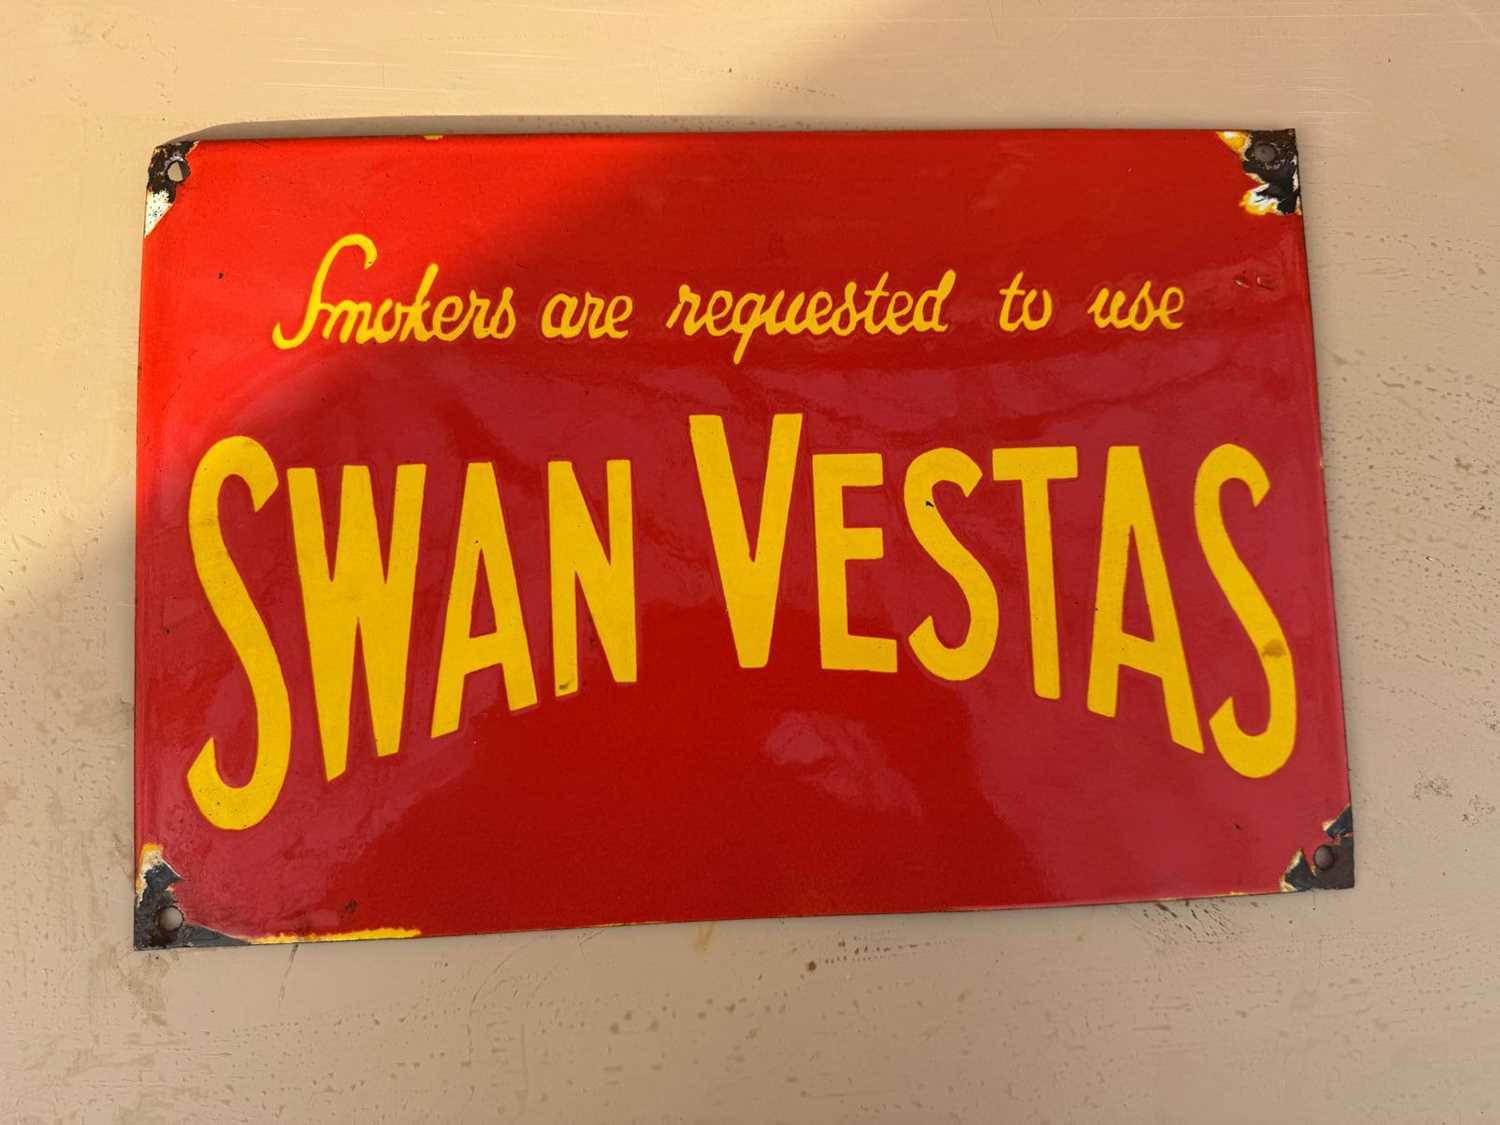 Smokers are requested to use
SWAN VESTAS